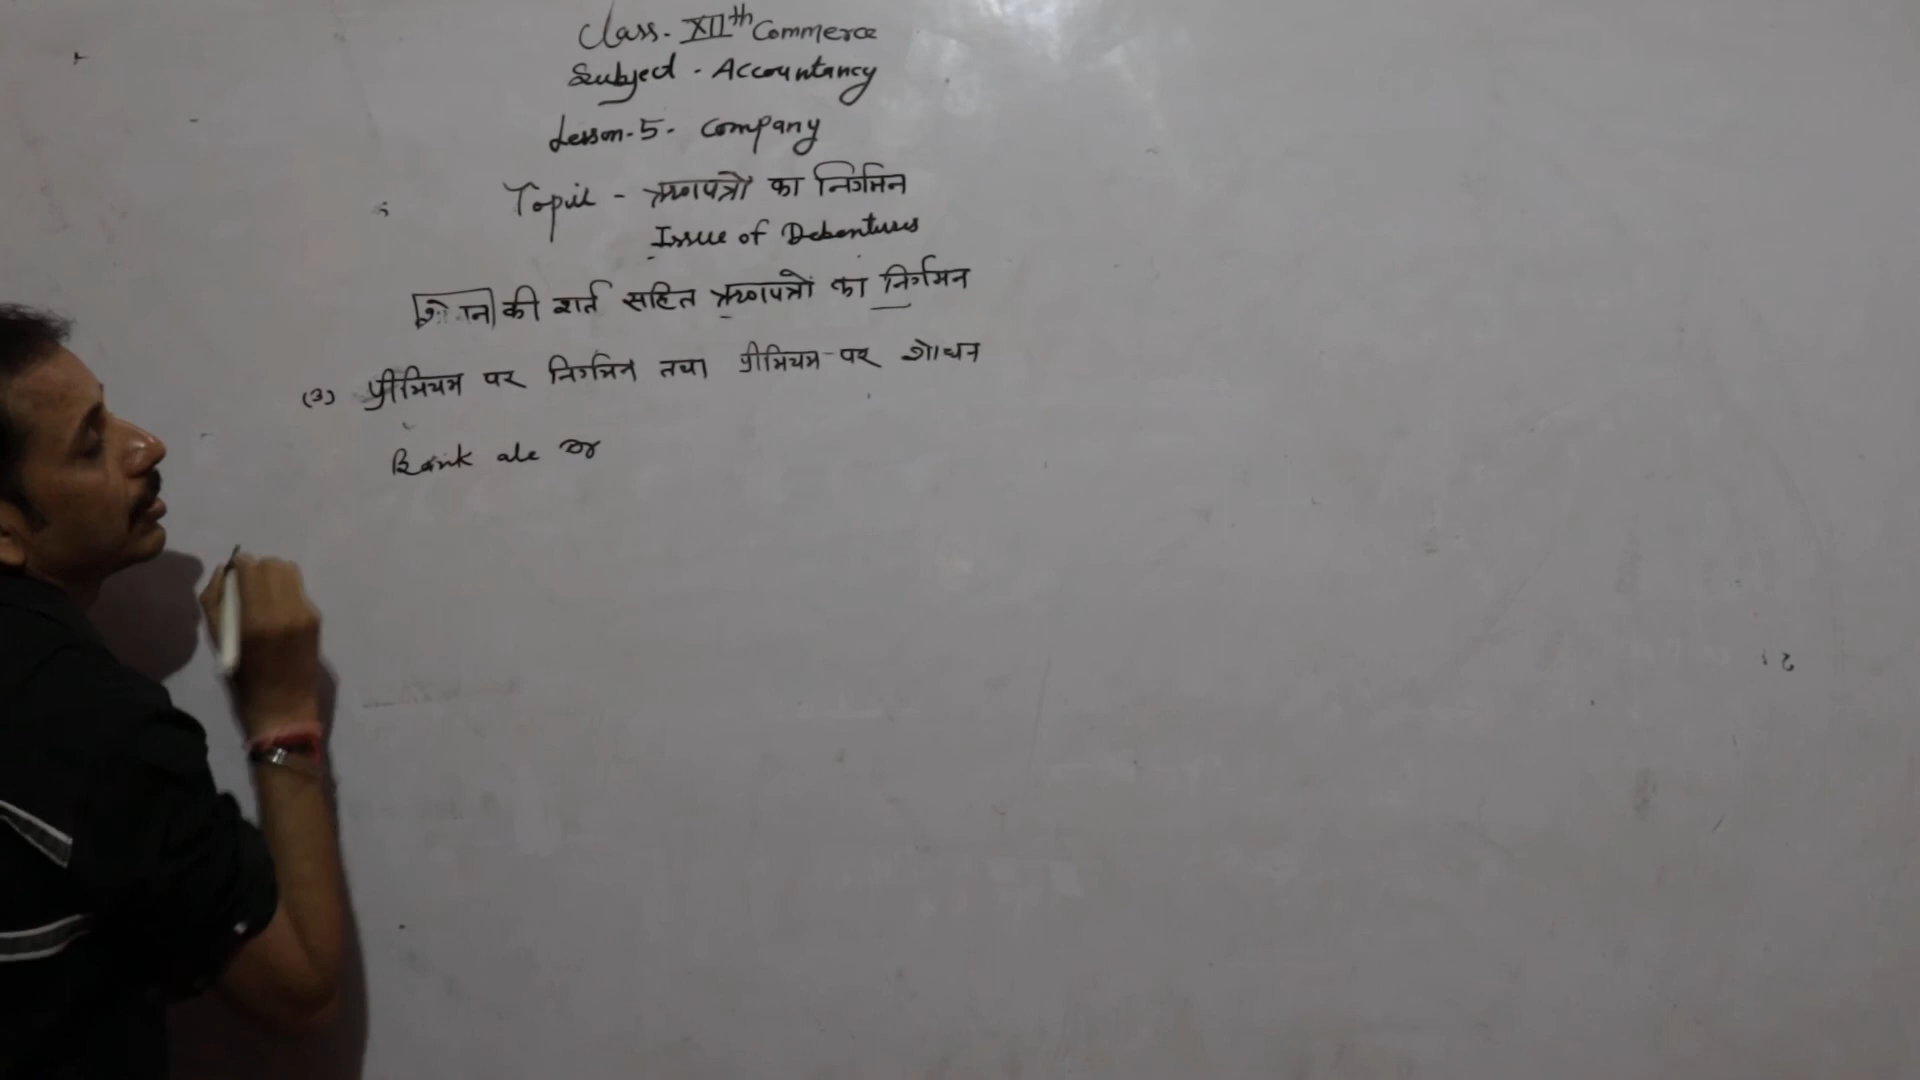 Class - XIIth Commerce
Subject - Accountancy
Lesson-5- Company
Topic - ऋणपत्रों का निर्गमन
Issue of Debentures
की शर्त सहित ऋणपत्रों का निर्गमन
(3) प्रीमियम पर निर्गमन तथा प्रीमियम पर शोधन
Bank a/c Dr